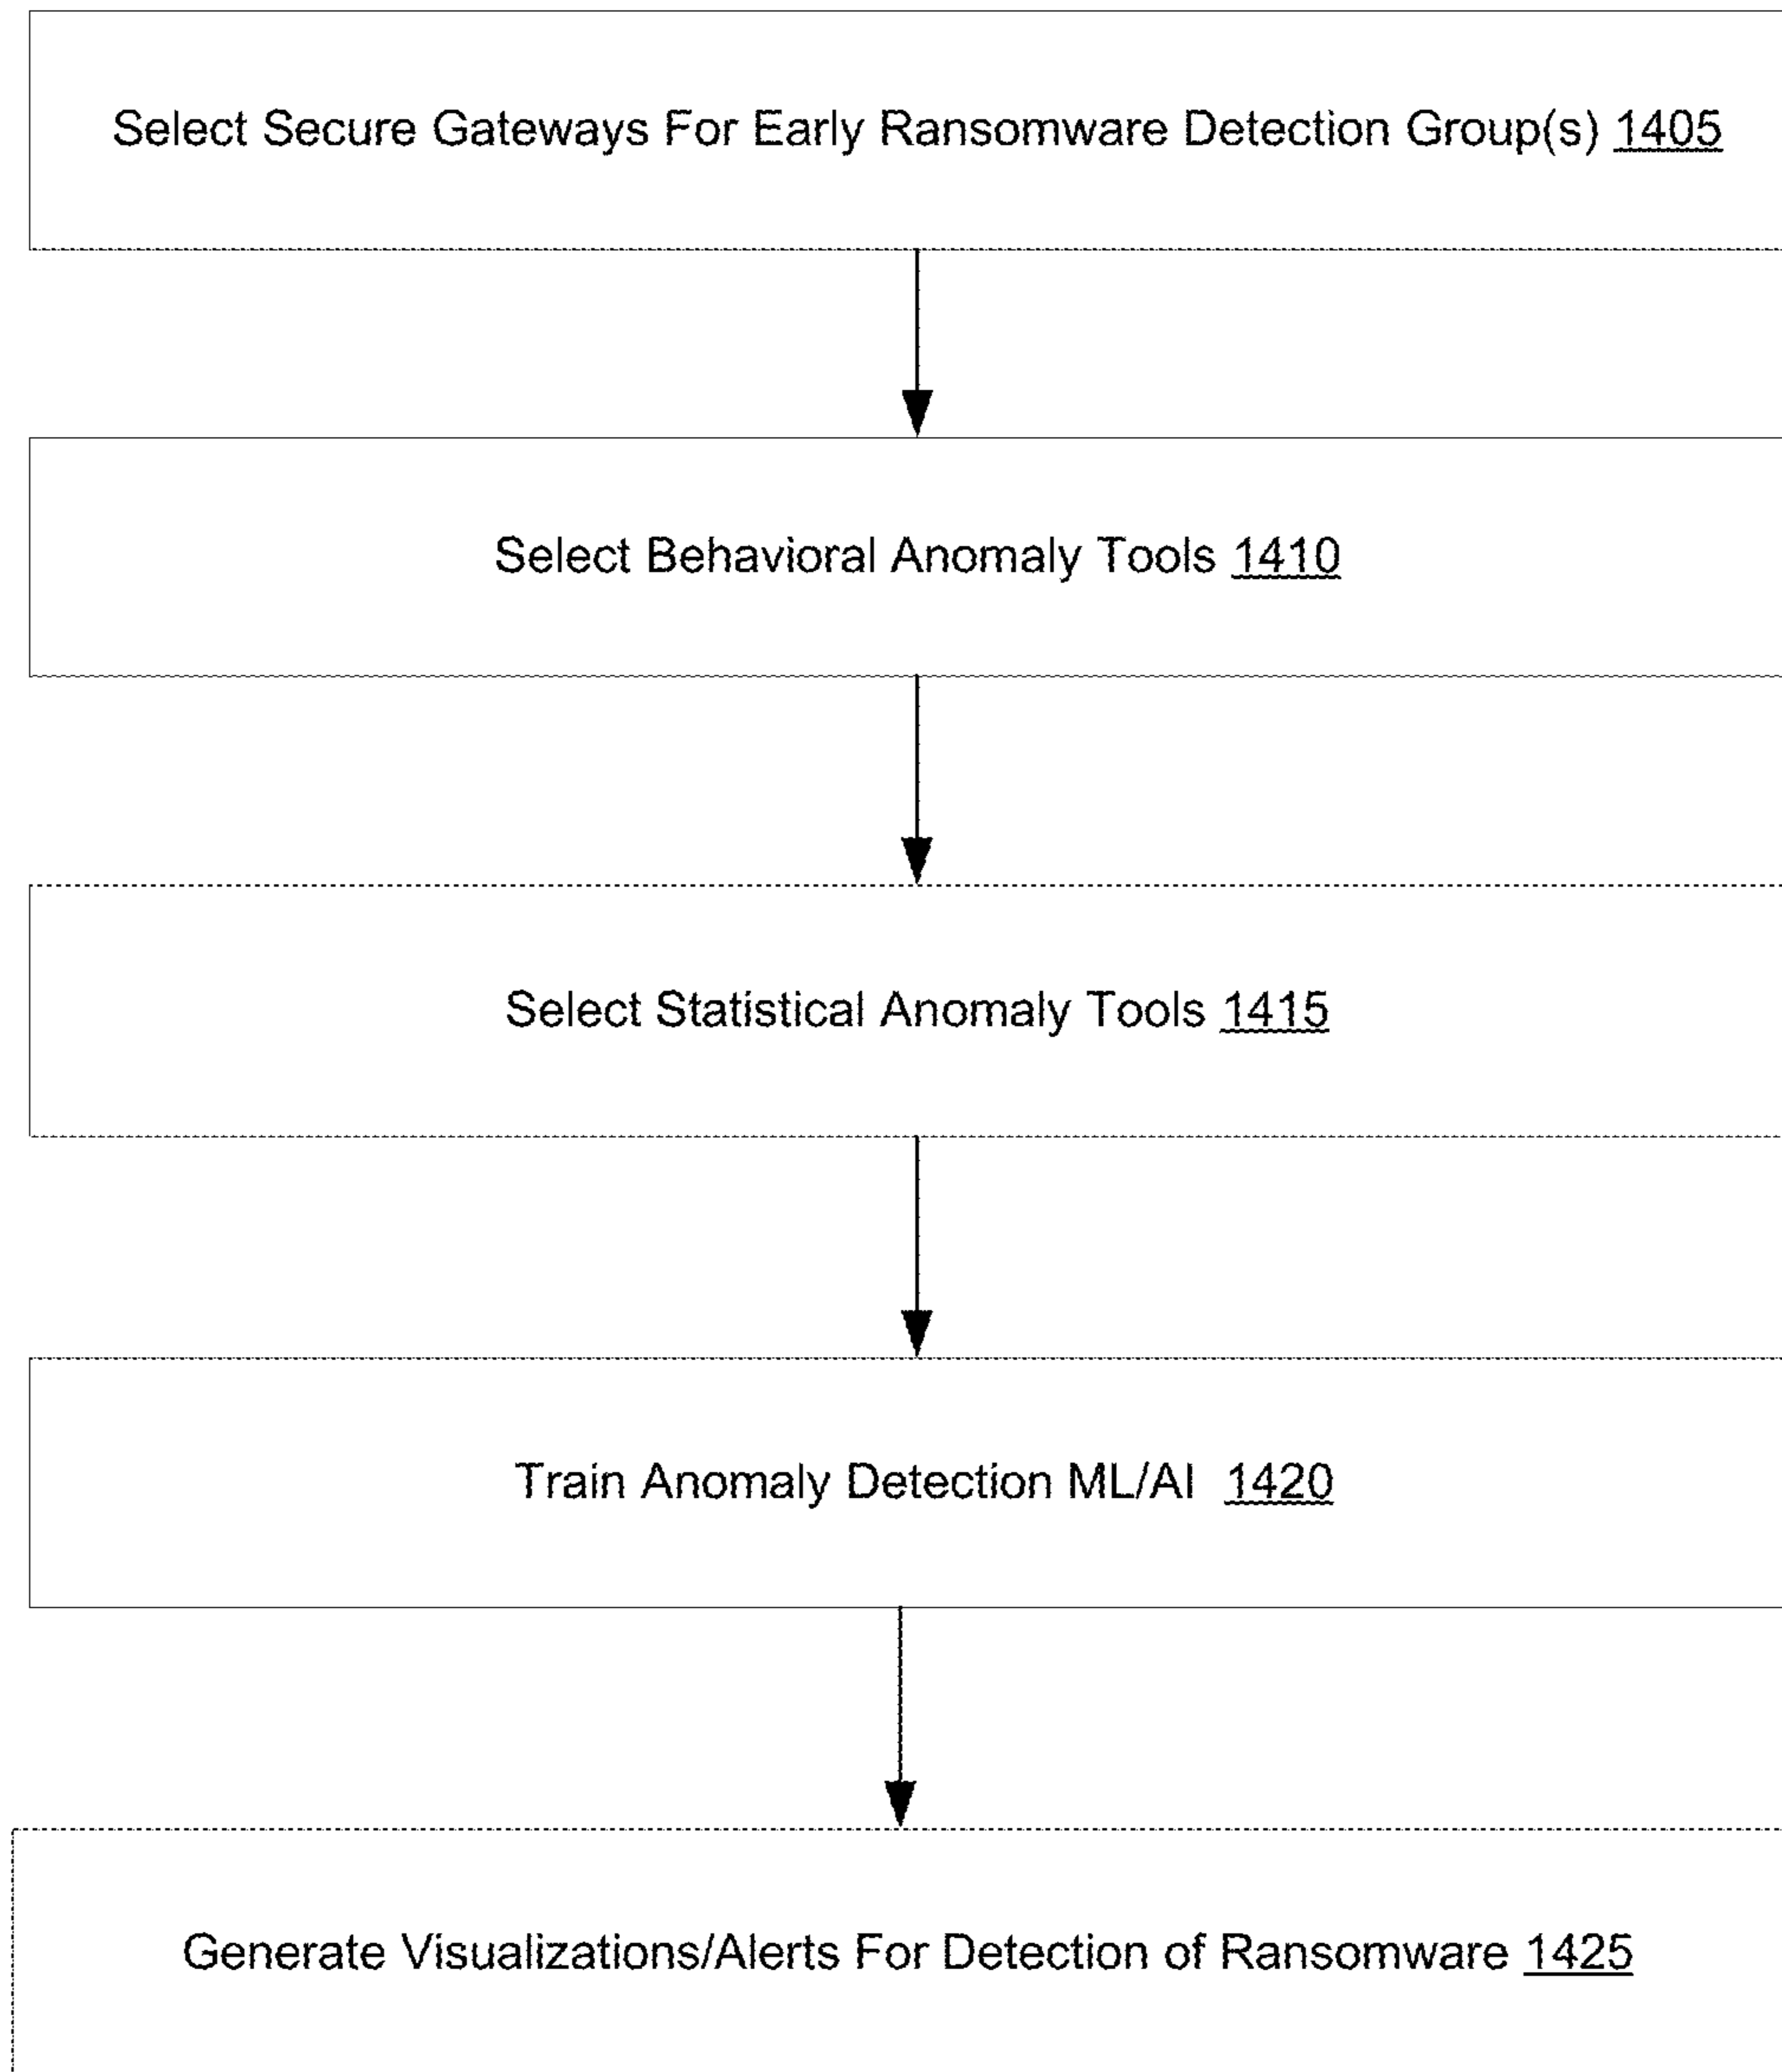 Select Secure Gateways For Early Ransomware Detection Group(s) 1405
Select Behavioral Anomaly Tools 1410
Select Statistical Anomaly Tools 1415
Train Anomaly Detection ML/AI 1420
Generate Visualizations/Alerts For Detection of Ransomware 1425